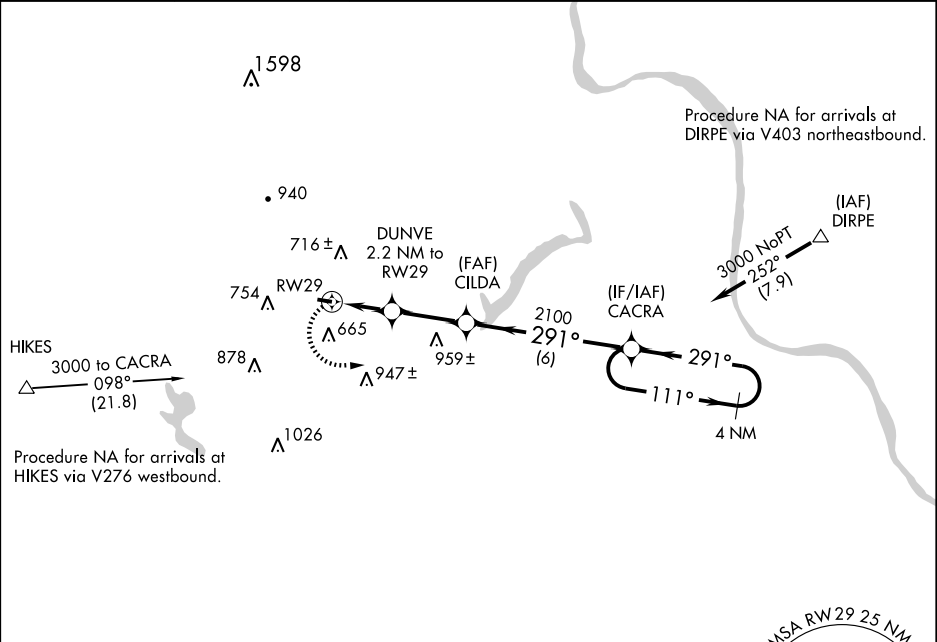 1598
Procedure NA for arrivals at
DIRPE via V403 northeastbound.
940
(IAF)
DIRPE
3000 NoPT
252°
(7.9)
716±
DUNVE
2.2 NM to
RW29
(FAF)
CILDA
(IF/IAF)
CACRA
754
RW29
665
2100
291°
(6)
959±
291°
HIKES
3000 to CACRA
098°
(21.8)
878
947±
111°
4 NM
1026
Procedure NA for arrivals at
HIKES via V276 westbound.
MSA RW29 25 NM